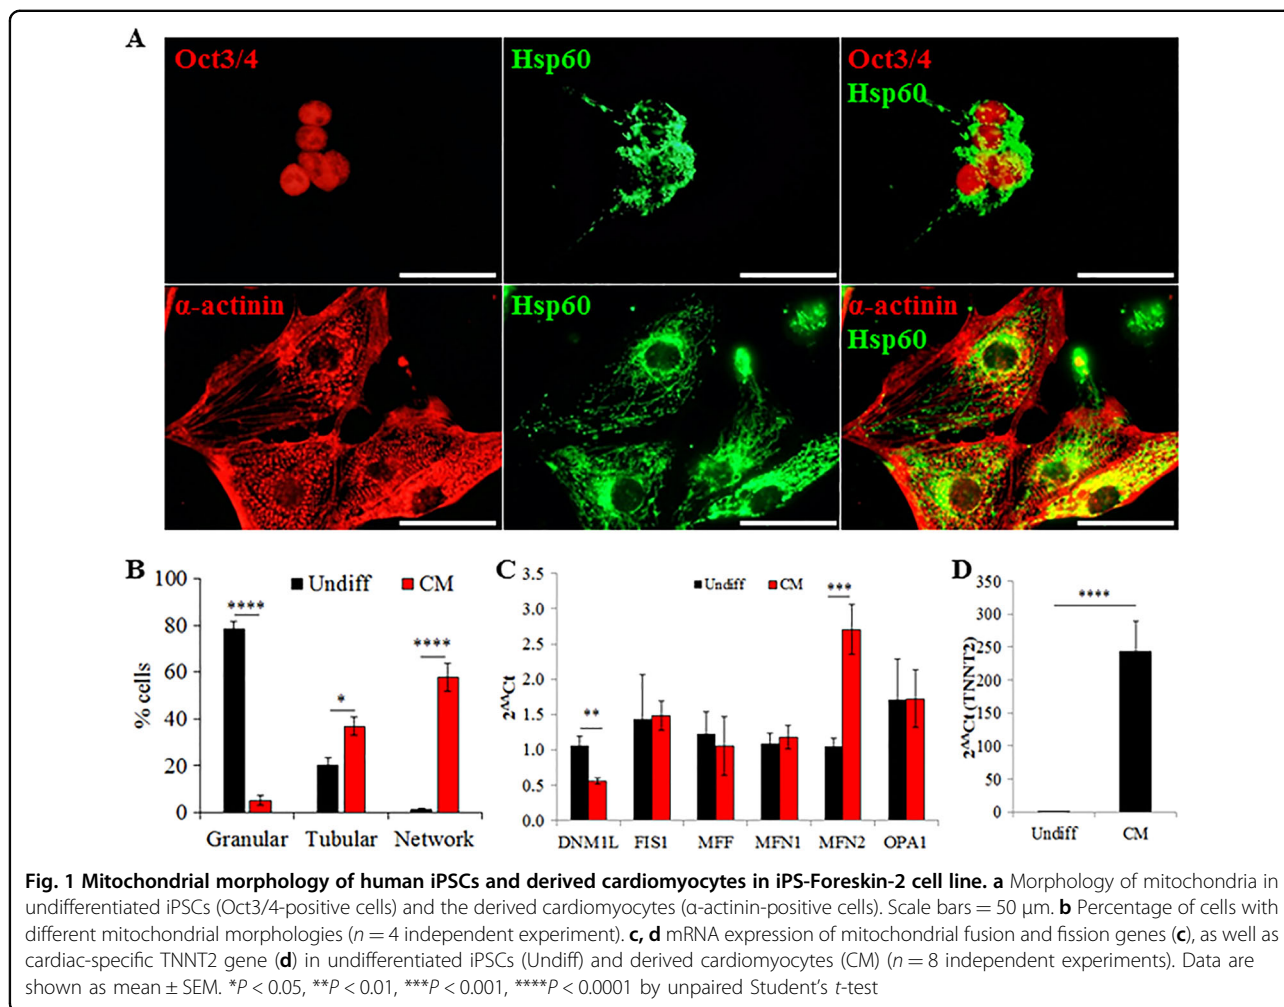 A
Oct3/4
Hsp60
Oct3/4
Hsp60
α-actinin
Hsp60
α-actinin
Hsp60
B
100
80
60
40
20
0
% cells
Undiff
CM
****
*
****
Granular
Tubular
Network
C
3.5
3.0
2.5
2.0
1.5
1.0
0.5
0.0
2^ΔΔCt
Undiff
CM
**
***
DNM1L
FIS1
MFF
MFN1
MFN2
OPA1
D
350
300
250
200
150
100
50
0
2^ΔΔCt (TNNT2)
****
Undiff
CM
Fig. 1 Mitochondrial morphology of human iPSCs and derived cardiomyocytes in iPS-Foreskin-2 cell line. a Morphology of mitochondria in
undifferentiated iPSCs (Oct3/4-positive cells) and the derived cardiomyocytes (α-actinin-positive cells). Scale bars = 50 μm. b Percentage of cells with
different mitochondrial morphologies (n = 4 independent experiment). c, d mRNA expression of mitochondrial fusion and fission genes (c), as well as
cardiac-specific TNNT2 gene (d) in undifferentiated iPSCs (Undiff) and derived cardiomyocytes (CM) (n = 8 independent experiments). Data are
shown as mean ± SEM. *P < 0.05, **P < 0.01, ***P < 0.001, ****P < 0.0001 by unpaired Student's t-test